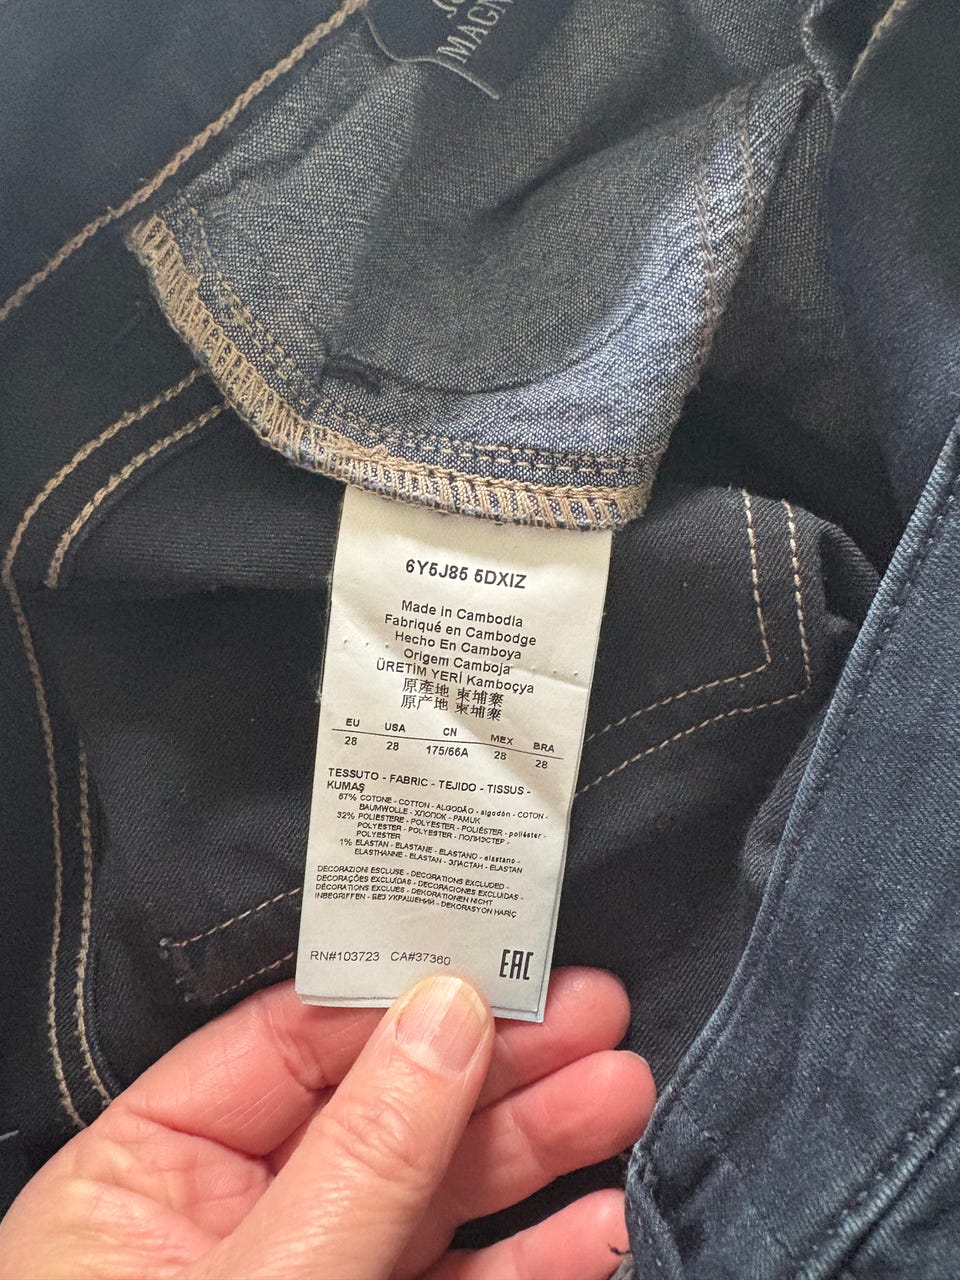 MAGN
6Y5J85 5DXIZ
Made in Cambodia
Fabriqué en Cambodge
Hecho En Camboya
Origem Camboja
ÜRETİM YERİ Kamboçya
原產地 柬埔寨
原产地 柬埔寨
EU USA CN MEX BRA
28 28 175/66A 28 28
TESSUTO - FABRIC - TEJIDO - TISSUS -
KUMAŞ
67% COTONE - COTTON - ALGODÃO - algodón - COTON -
BAUMWOLLE - ХЛОПОК - PAMUK
32% POLIESTERE - POLYESTER - POLIÉSTER - poliéster -
POLYESTER - POLYESTER - ПОЛИЭСТЕР -
POLYESTER
1% ELASTAN - ELASTANE - ELASTANO - elastano -
ELASTHANNE - ELASTAN - ЭЛАСТАН - ELASTAN
DECORAZIONI ESCLUSE - DECORATIONS EXCLUDED -
DECORAÇÕES EXCLUÍDAS - DECORACIONES EXCLUIDAS -
DÉCORATIONS EXCLUES - DEKORATIONEN NICHT
INBEGRIFFEN - БЕЗ УКРАШЕНИЙ - DEKORASYON HARİÇ
RN#103723 CA#37360 EAC